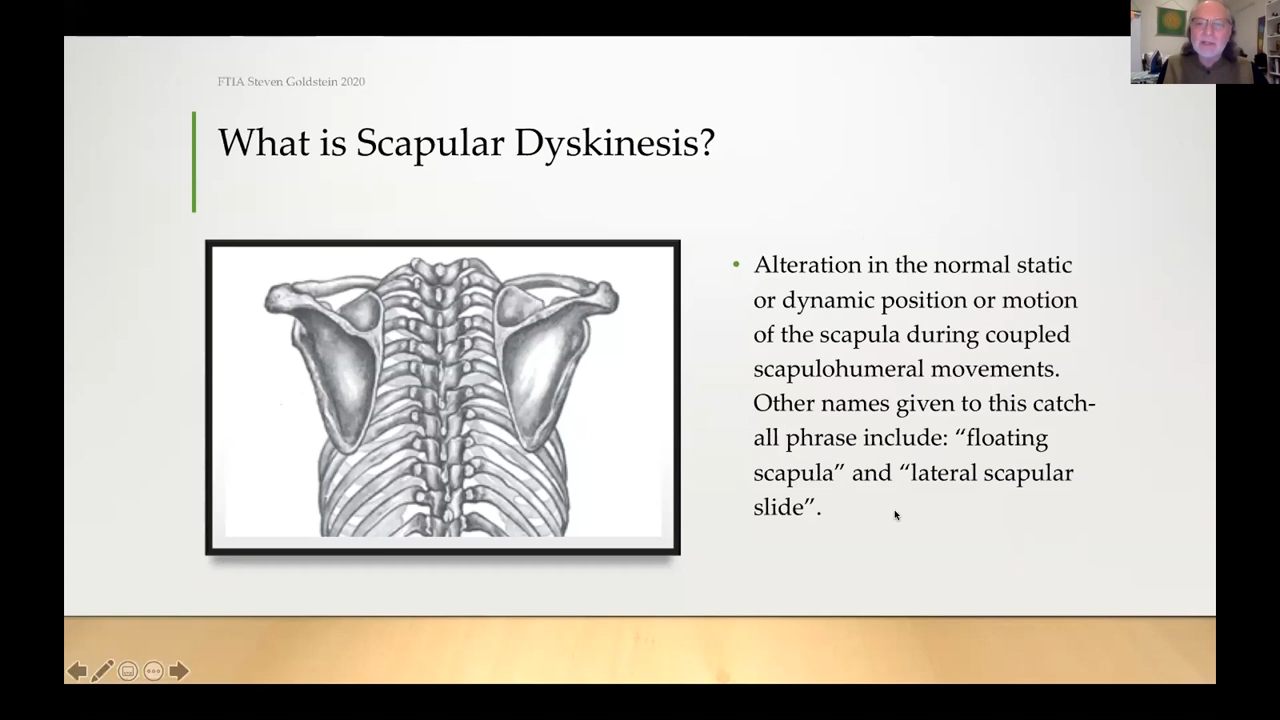 FTIA Steven Goldstein 2020
What is Scapular Dyskinesis?
• Alteration in the normal static
or dynamic position or motion
of the scapula during coupled
scapulohumeral movements.
Other names given to this catch-
all phrase include: “floating
scapula” and “lateral scapular
slide”.